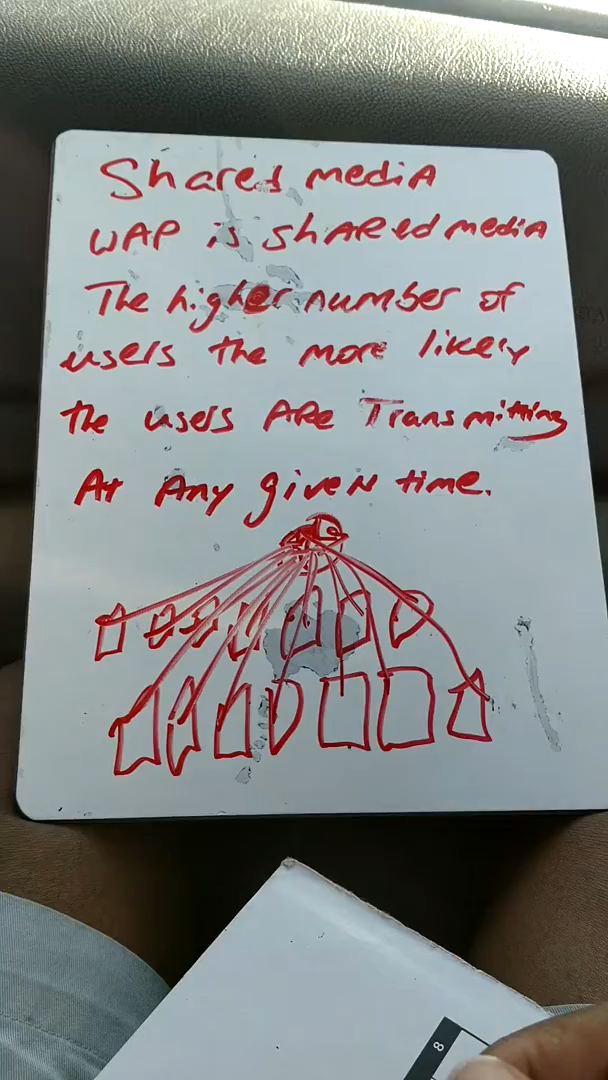 Shared mediA
WAP is shARed mediA
The higher number of
users the more likely
the users ARe Transmitting
At Any giveN time.
8